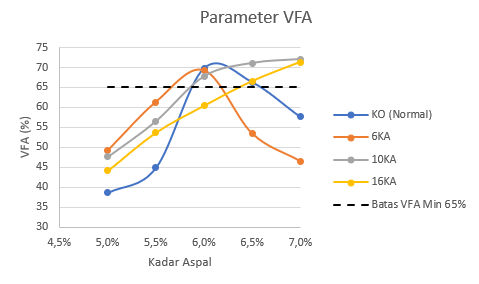 Parameter VFA
75
70
65
60
55
50
45
40
35
30
VFA (%)
4,5% 5,0% 5,5% 6,0% 6,5% 7,0%
Kadar Aspal
KO (Normal)
6KA
10KA
16KA
Batas VFA Min 65%